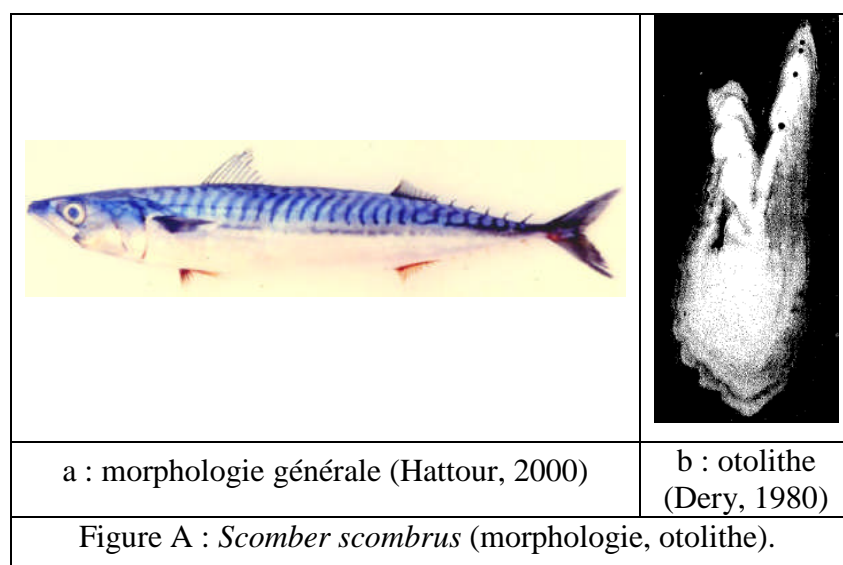 a : morphologie générale (Hattour, 2000)
b : otolithe
(Dery, 1980)
Figure A : Scomber scombrus (morphologie, otolithe).